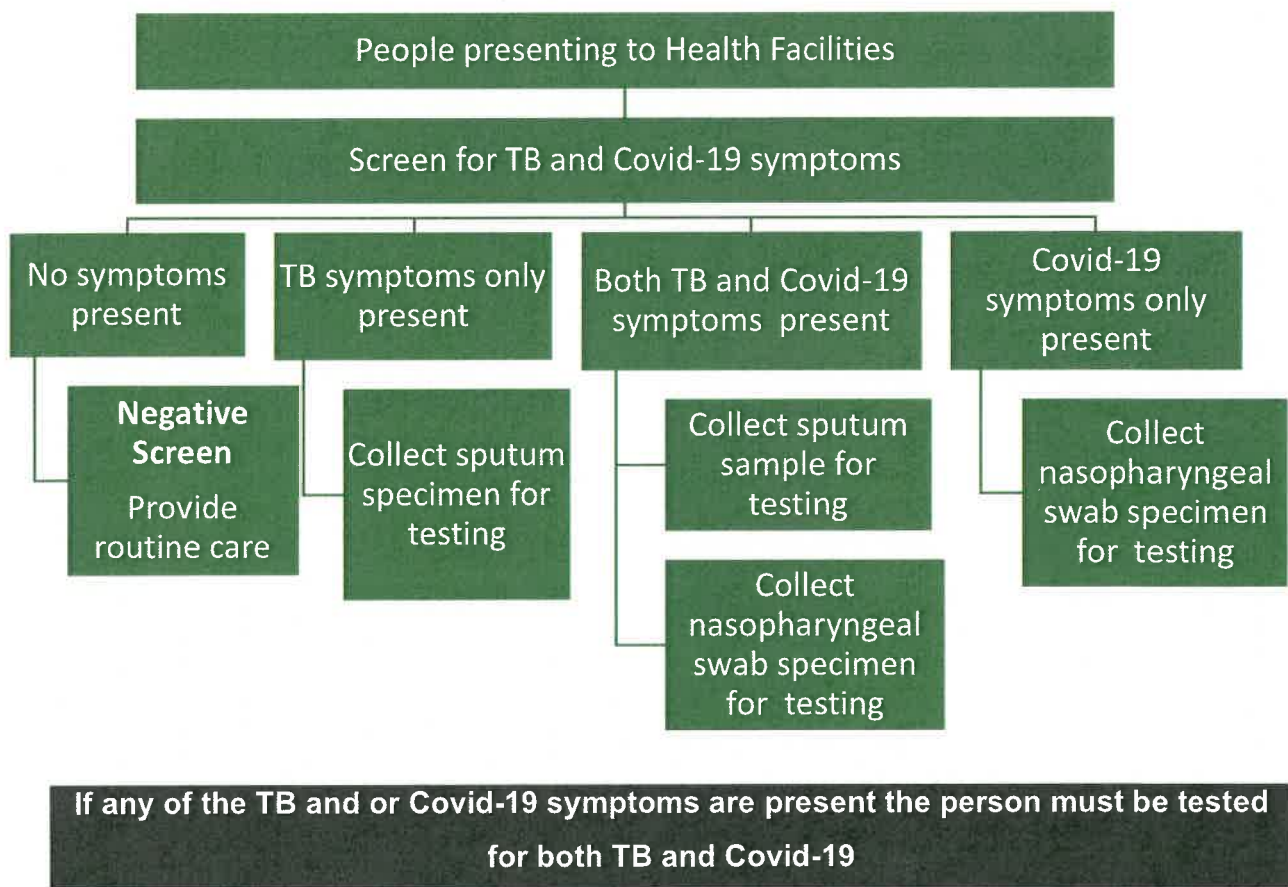 People presenting to Health Facilities
Screen for TB and Covid-19 symptoms
No symptoms
present
TB symptoms only
present
Both TB and Covid-19
symptoms present
Covid-19
symptoms only
present
Negative
Screen
Provide
routine care
Collect sputum
specimen for
testing
Collect sputum
sample for
testing
Collect
nasopharyngeal
swab specimen
for testing
Collect
nasopharyngeal
swab specimen
for testing
If any of the TB and or Covid-19 symptoms are present the person must be tested
for both TB and Covid-19